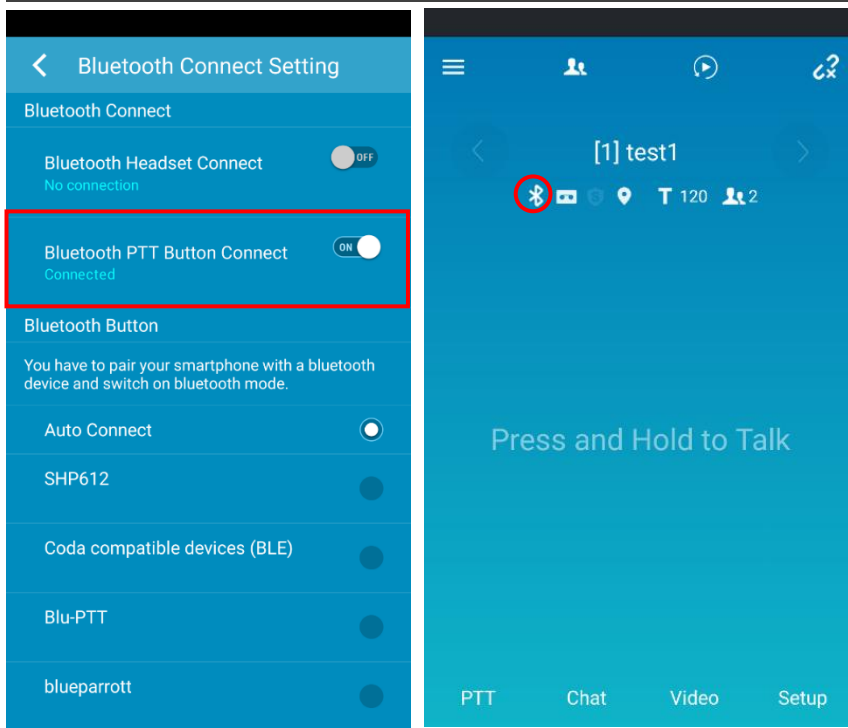 Bluetooth Connect Setting
Bluetooth Connect
Bluetooth Headset Connect
OFF
No connection
Bluetooth PTT Button Connect
ON
Connected
Bluetooth Button
You have to pair your smartphone with a bluetooth
device and switch on bluetooth mode.
Auto Connect
SHP612
Coda compatible devices (BLE)
Blu-PTT
blueparrott
[1] test1
T 120 2
Press and Hold to Talk
PTT Chat Video Setup